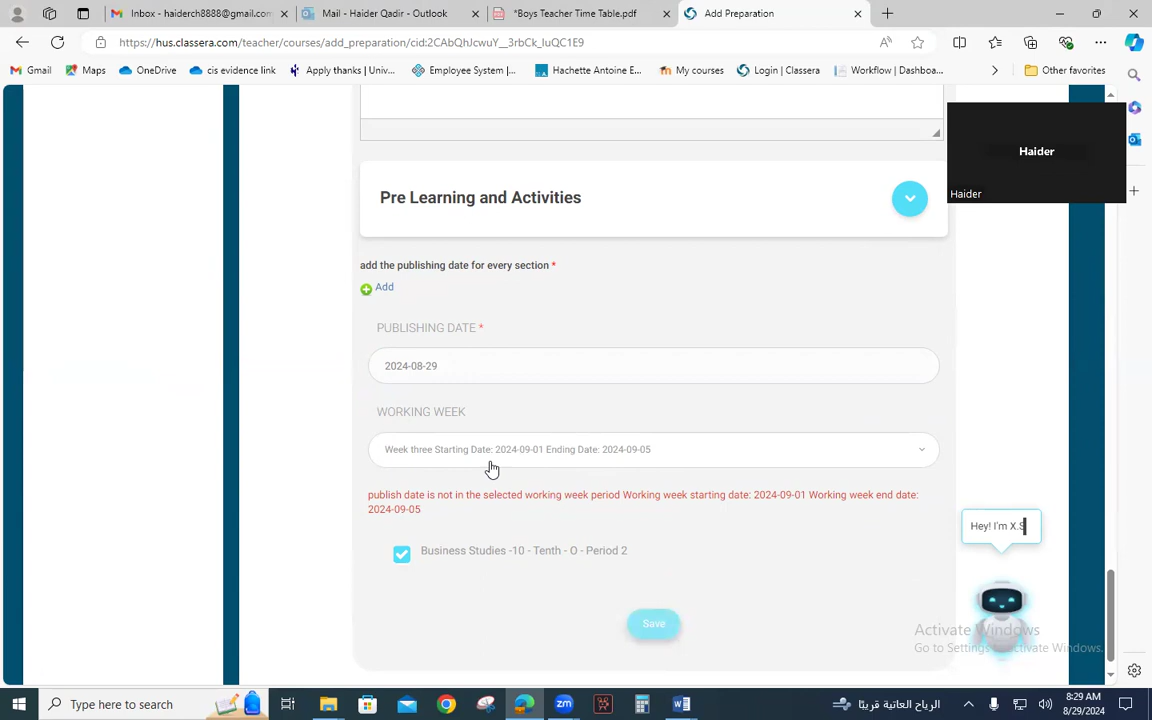 Inbox - haiderch8888@gmail.com
Mail - Haider Qadir - Outlook
*Boys Teacher Time Table.pdf
Add Preparation
https://hus.classera.com/teacher/courses/add_preparation/cid:2CAbQhJcwuY__3rbCk_luQC1E9
Gmail
Maps
OneDrive
cis evidence link
Apply thanks | Univ...
Employee System |...
Hachette Antoine E...
My courses
Login | Classera
Workflow | Dashboa...
Other favorites
Haider
Haider
Pre Learning and Activities
add the publishing date for every section *
Add
PUBLISHING DATE *
2024-08-29
WORKING WEEK
Week three Starting Date: 2024-09-01 Ending Date: 2024-09-05
publish date is not in the selected working week period Working week starting date: 2024-09-01 Working week end date:
2024-09-05
Hey! I'm X.S
Business Studies -10 - Tenth - O - Period 2
Save
Activate Windows
Go to Settings to activate Windows.
Type here to search
zm
الرياح العاتية قريبًا
8:29 AM
8/29/2024